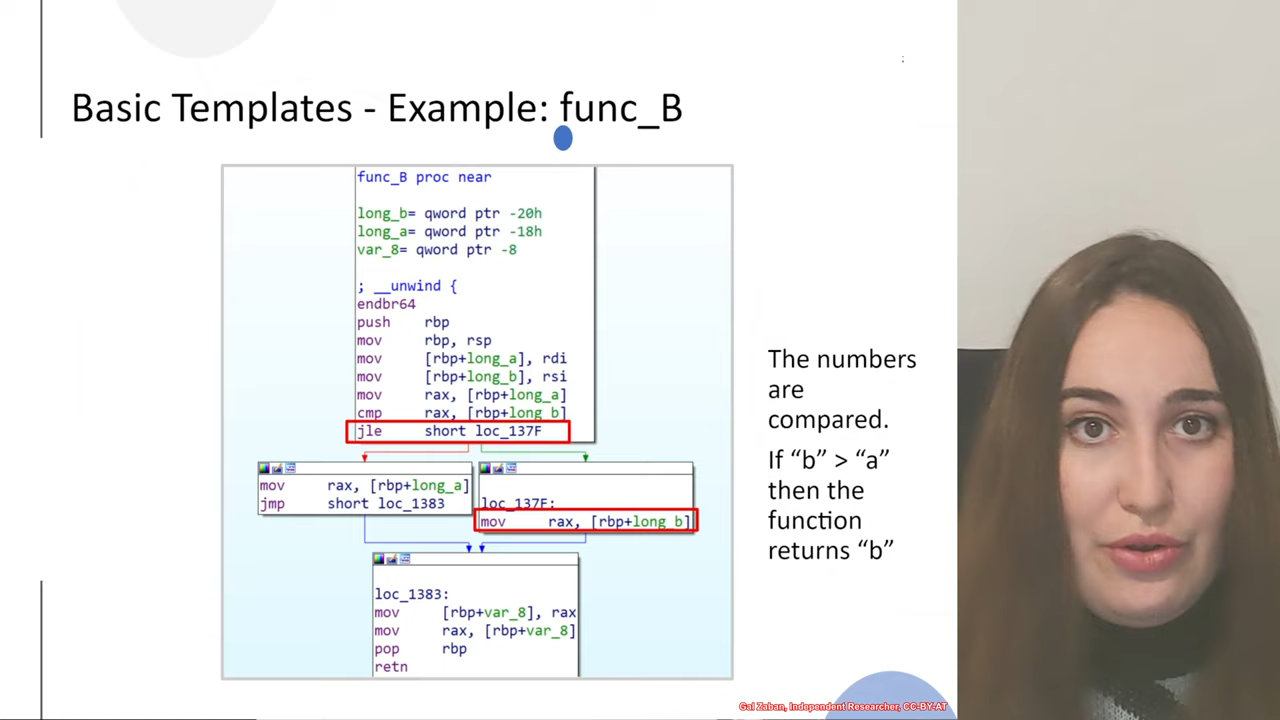 Basic Templates - Example: func_B
func_B proc near
long_b= qword ptr -20h
long_a= qword ptr -18h
var_8= qword ptr -8
; __unwind {
endbr64
push rbp
mov rbp, rsp
mov [rbp+long_a], rdi
mov [rbp+long_b], rsi
mov rax, [rbp+long_a]
cmp rax, [rbp+long_b]
jle short loc_137F
mov rax, [rbp+long_a]
jmp short loc_1383
loc_137F:
mov rax, [rbp+long_b]
loc_1383:
mov [rbp+var_8], rax
mov rax, [rbp+var_8]
pop rbp
retn
The numbers
are
compared.
If “b” > “a”
then the
function
returns “b”
Gal Zaban, Independent Researcher, CC-BY-AT